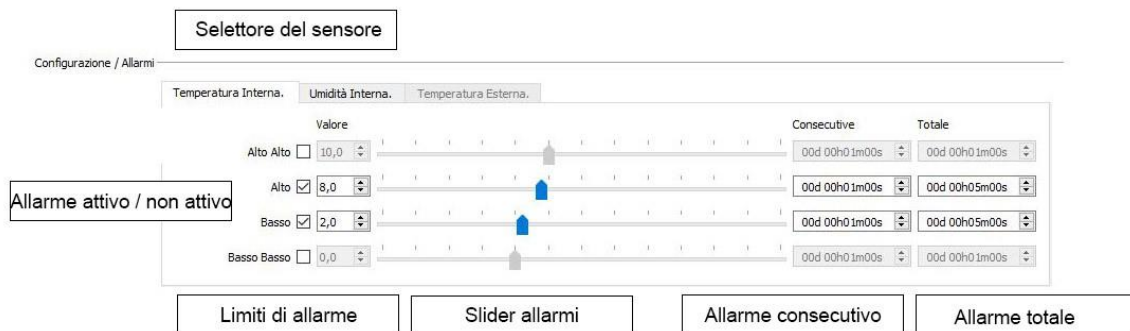 Selettore del sensore
Configurazione / Allarmi
Temperatura Interna. Umidità Interna. Temperatura Esterna.
Valore Consecutive Totale
Alto Alto 10,0 00d 00h01m00s 00d 00h01m00s
Alto 8,0 00d 00h01m00s 00d 00h05m00s
Allarme attivo / non attivo
Basso 2,0 00d 00h01m00s 00d 00h05m00s
Basso Basso 0,0 00d 00h01m00s 00d 00h01m00s
Limiti di allarme Slider allarmi Allarme consecutivo Allarme totale